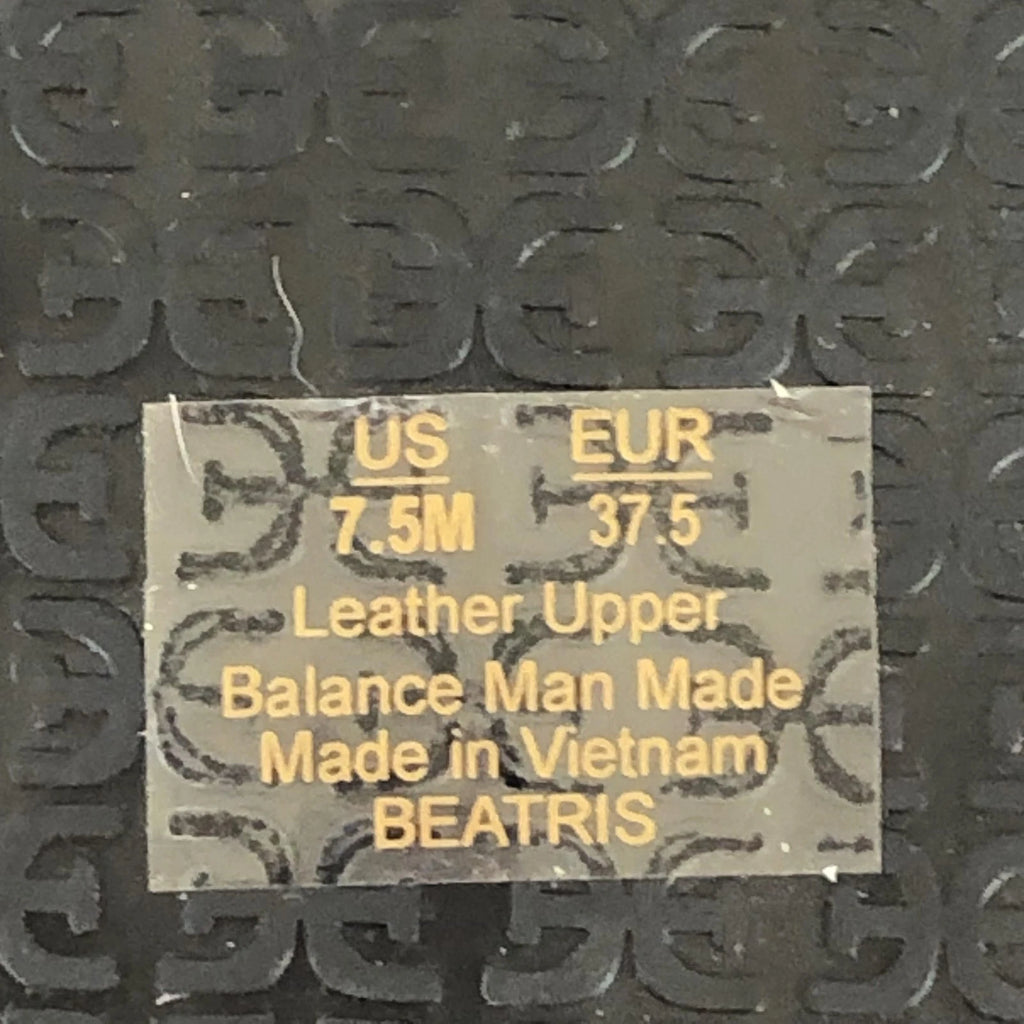 US EUR
7.5M 37.5
Leather Upper
Balance Man Made
Made in Vietnam
BEATRIS